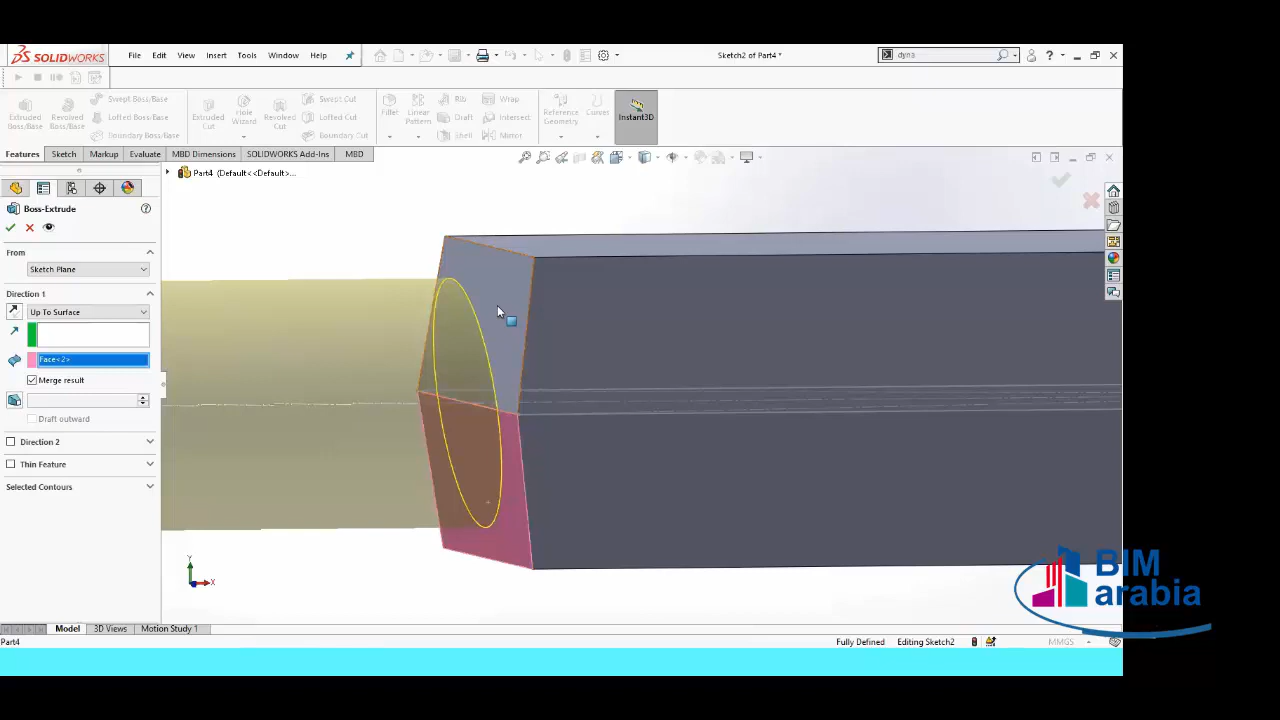 SOLIDWORKS File Edit View Insert Tools Window Help Sketch2 of Part4 * dyna
Extruded Boss/Base Revolved Boss/Base Swept Boss/Base Lofted Boss/Base Boundary Boss/Base Extruded Cut Hole Wizard Revolved Cut Swept Cut Lofted Cut Boundary Cut Fillet Linear Pattern Rib Draft Shell Wrap Intersect Mirror Reference Geometry Curves Instant3D
Features Sketch Markup Evaluate MBD Dimensions SOLIDWORKS Add-Ins MBD
Part4 (Default<<Default>...
Boss-Extrude
From
Sketch Plane
Direction 1
Up To Surface
Face<2>
Merge result
Draft outward
Direction 2
Thin Feature
Selected Contours
Y
X
BIM
arabia
Model 3D Views Motion Study 1
Part4 Fully Defined Editing Sketch2 MMGS